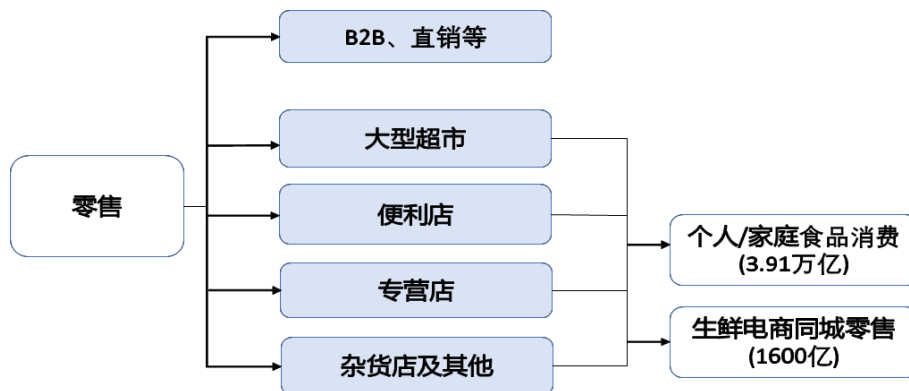 B2B、直销等
大型超市
零售
便利店
个人/家庭食品消费
(3.91万亿)
专营店
生鲜电商同城零售
(1600亿)
杂货店及其他